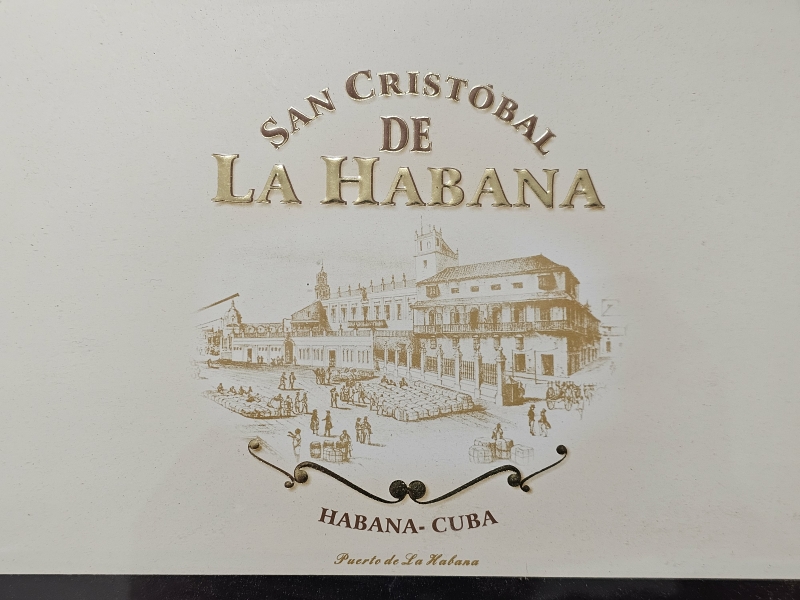 SAN CRISTÓBAL
DE
LA HABANA
HABANA- CUBA
Puerto de La Habana